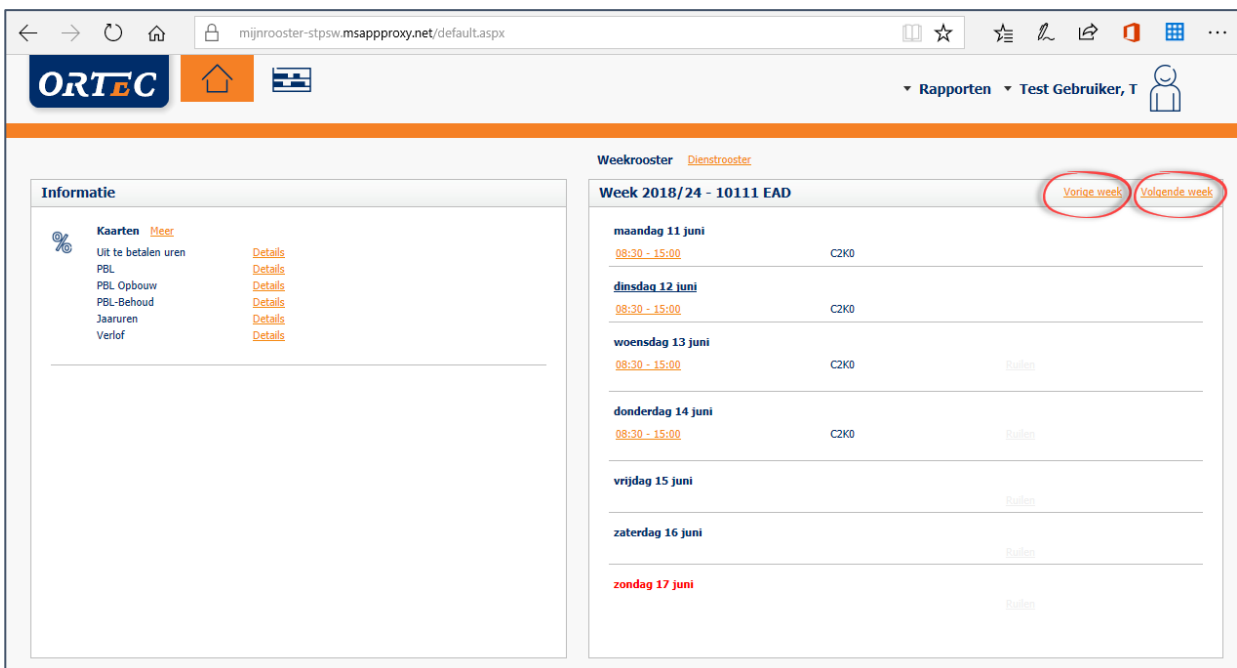 mijnrooster-stpsw.msappproxy.net/default.aspx
ORTEC
Rapporten
Test Gebruiker, T
Weekrooster Dienstrooster
Informatie
Kaarten Meer
Uit te betalen uren Details
PBL Details
PBL Opbouw Details
PBL-Behoud Details
Jaaruren Details
Verlof Details
Week 2018/24 - 10111 EAD Vorige week Volgende week
maandag 11 juni
08:30 - 15:00 C2K0
dinsdag 12 juni
08:30 - 15:00 C2K0
woensdag 13 juni
08:30 - 15:00 C2K0 Ruilen
donderdag 14 juni
08:30 - 15:00 C2K0 Ruilen
vrijdag 15 juni
Ruilen
zaterdag 16 juni
Ruilen
zondag 17 juni
Ruilen